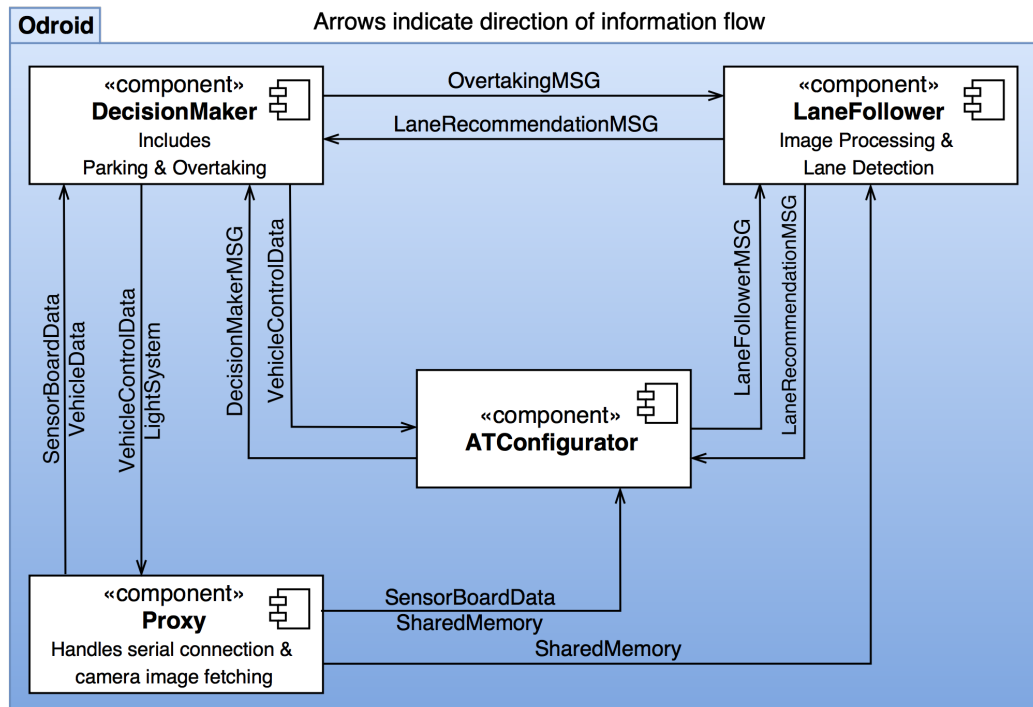 Odroid
Arrows indicate direction of information flow
«component»
DecisionMaker
Includes
Parking & Overtaking
OvertakingMSG
LaneRecommendationMSG
«component»
LaneFollower
Image Processing &
Lane Detection
SensorBoardData
VehicleData
VehicleControlData
LightSystem
DecisionMakerMSG
VehicleControlData
LaneFollowerMSG
LaneRecommendationMSG
«component»
ATConfigurator
«component»
Proxy
Handles serial connection &
camera image fetching
SensorBoardData
SharedMemory
SharedMemory